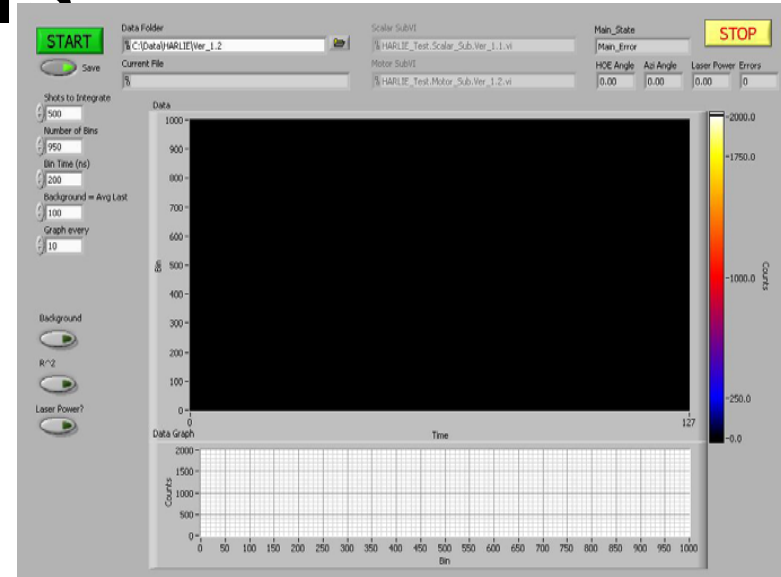 START
Save
Data Folder
C:\Data\HARLIE\Ver_1.2
Current File
Scalar SubVI
HARLIE_Test.Scalar_Sub.Ver_1.1.vi
Motor SubVI
HARLIE_Test.Motor_Sub.Ver_1.2.vi
Main_State
Main_Error
STOP
HOE Angle Azi Angle Laser Power Errors
0.00 0.00 0.00 0
Shots to Integrate
500
Number of Bins
950
Bin Time (ns)
200
Background = Avg Last
100
Graph every
10
Background
R^2
Laser Power?
Data
1000
900
800
700
600
500
400
300
200
100
0
Bin
0 127
Time
2000.0
1750.0
1000.0
250.0
0.0
Counts
Data Graph
2000
1500
1000
500
0
Counts
0 50 100 150 200 250 300 350 400 450 500 550 600 650 700 750 800 850 900 950 1000
Bin